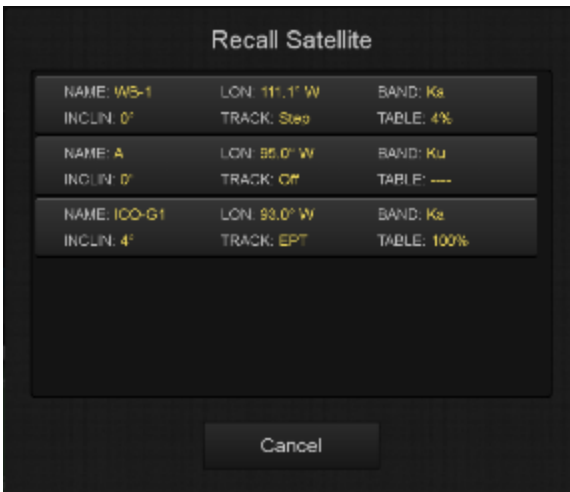 Recall Satellite
NAME: WB-1 LON: 111.1° W BAND: Ka
INCLIN: 0° TRACK: Step TABLE: 4%
NAME: A LON: 95.0° W BAND: Ku
INCLIN: 0° TRACK: Off TABLE: ----
NAME: ICO-G1 LON: 93.0° W BAND: Ka
INCLIN: 4° TRACK: EPT TABLE: 100%
Cancel